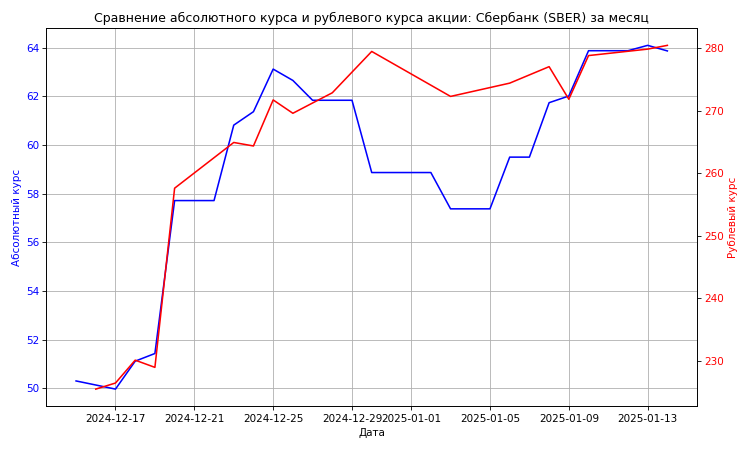 Сравнение абсолютного курса и рублевого курса акции: Сбербанк (SBER) за месяц
Абсолютный курс
64
62
60
58
56
54
52
50
280
270
260
250
240
230
Рублевый курс
2024-12-17 2024-12-21 2024-12-25 2024-12-29 2025-01-01 2025-01-05 2025-01-09 2025-01-13
Дата